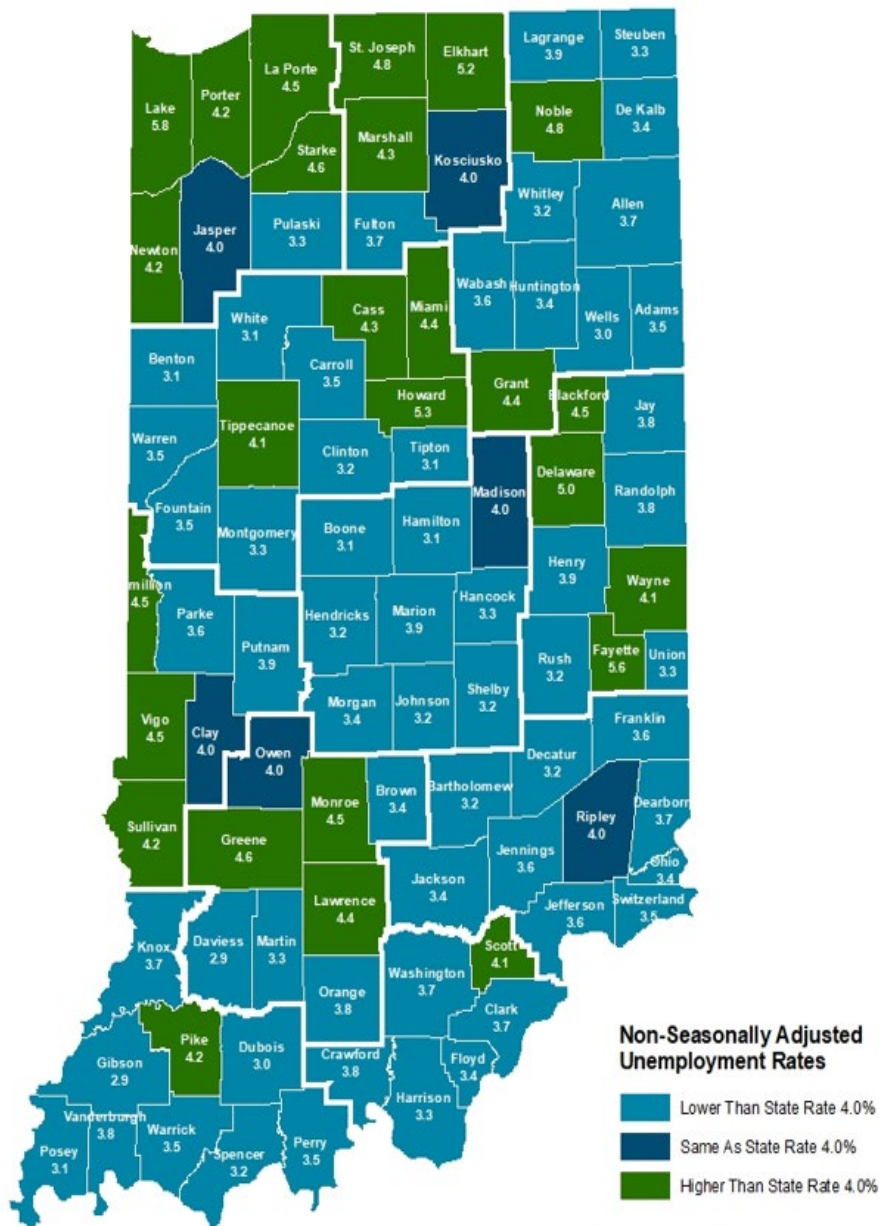 Lagrange
3.9
Steuben
3.3
St. Joseph
4.8
Elkhart
5.2
La Porte
4.5
Porter
4.2
Lake
5.8
Noble
4.8
De Kalb
3.4
Marshall
4.3
Starke
4.6
Kosciusko
4.0
Whitley
3.2
Allen
3.7
Jasper
4.0
Pulaski
3.3
Fulton
3.7
Newton
4.2
Wabash
3.6
Huntington
3.4
Wells
3.0
Adams
3.5
White
3.1
Cass
4.3
Miami
4.4
Benton
3.1
Carroll
3.5
Grant
4.4
Blackford
4.5
Jay
3.8
Howard
5.3
Tippecanoe
4.1
Warren
3.5
Clinton
3.2
Tipton
3.1
Madison
4.0
Delaware
5.0
Randolph
3.8
Fountain
3.5
Montgomery
3.3
Boone
3.1
Hamilton
3.1
Henry
3.9
Wayne
4.1
million
4.5
Parke
3.6
Putnam
3.9
Hendricks
3.2
Marion
3.9
Hancock
3.3
Rush
3.2
Fayette
5.6
Union
3.3
Morgan
3.4
Johnson
3.2
Shelby
3.2
Vigo
4.5
Clay
4.0
Owen
4.0
Franklin
3.6
Decatur
3.2
Monroe
4.5
Brown
3.4
Bartholomew
3.2
Ripley
4.0
Dearborn
3.7
Sullivan
4.2
Greene
4.6
Jennings
3.6
Ohio
3.4
Jackson
3.4
Lawrence
4.4
Jefferson
3.6
Switzerland
3.5
Knox
3.7
Daviess
2.9
Martin
3.3
Scott
4.1
Washington
3.7
Orange
3.8
Clark
3.7
Pike
4.2
Dubois
3.0
Crawford
3.8
Floyd
3.4
Gibson
2.9
Harrison
3.3
Vanderburgh
3.8
Warrick
3.5
Posey
3.1
Spencer
3.2
Perry
3.5
Non-Seasonally Adjusted
Unemployment Rates
Lower Than State Rate 4.0%
Same As State Rate 4.0%
Higher Than State Rate 4.0%